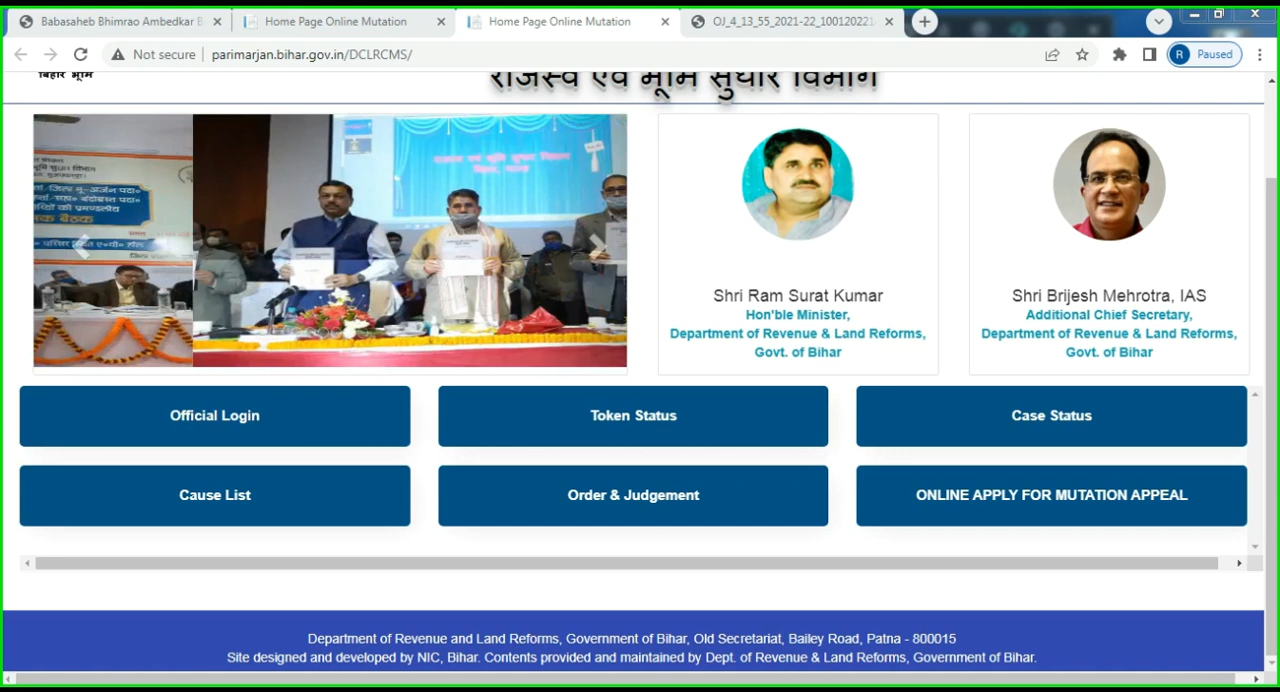 Babasaheb Bhimrao Ambedkar B
Home Page Online Mutation
Home Page Online Mutation
OJ_4_13_55_2021-22_100120221
Not secure
parimarjan.bihar.gov.in/DCLRCMS/
R
Paused
बिहार भूमि
राजस्व एवं भूमि सुधार विभाग
Shri Ram Surat Kumar
Hon'ble Minister,
Department of Revenue & Land Reforms,
Govt. of Bihar
Shri Brijesh Mehrotra, IAS
Additional Chief Secretary,
Department of Revenue & Land Reforms,
Govt. of Bihar
Official Login
Token Status
Case Status
Cause List
Order & Judgement
ONLINE APPLY FOR MUTATION APPEAL
Department of Revenue and Land Reforms, Government of Bihar, Old Secretariat, Bailey Road, Patna - 800015
Site designed and developed by NIC, Bihar. Contents provided and maintained by Dept. of Revenue & Land Reforms, Government of Bihar.